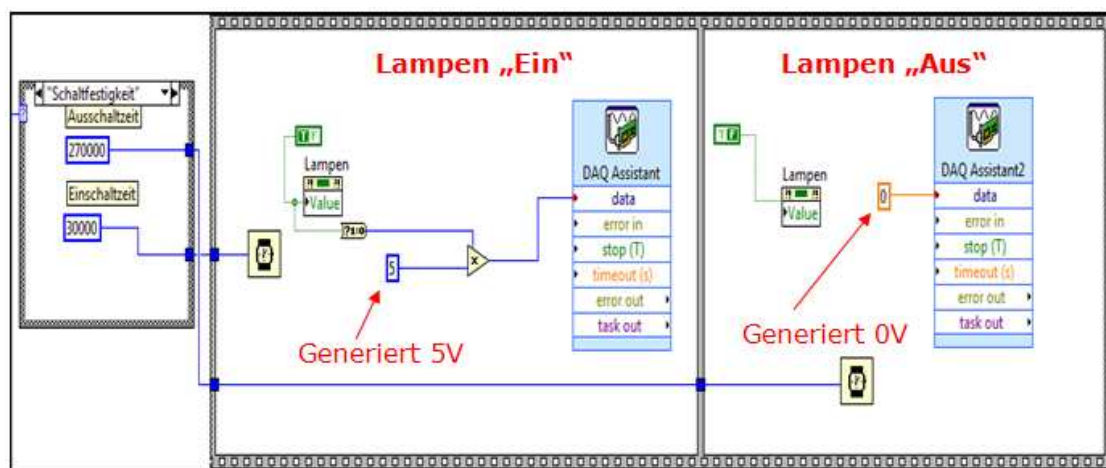 "Schaltfestigkeit"
Ausschaltzeit
270000
Einschaltzeit
30000
Lampen „Ein“
Lampen
Value
?1:0
5
x
Generiert 5V
DAQ Assistant
data
error in
stop (T)
timeout (s)
error out
task out
Lampen „Aus“
Lampen
Value
0
Generiert 0V
DAQ Assistant2
data
error in
stop (T)
timeout (s)
error out
task out